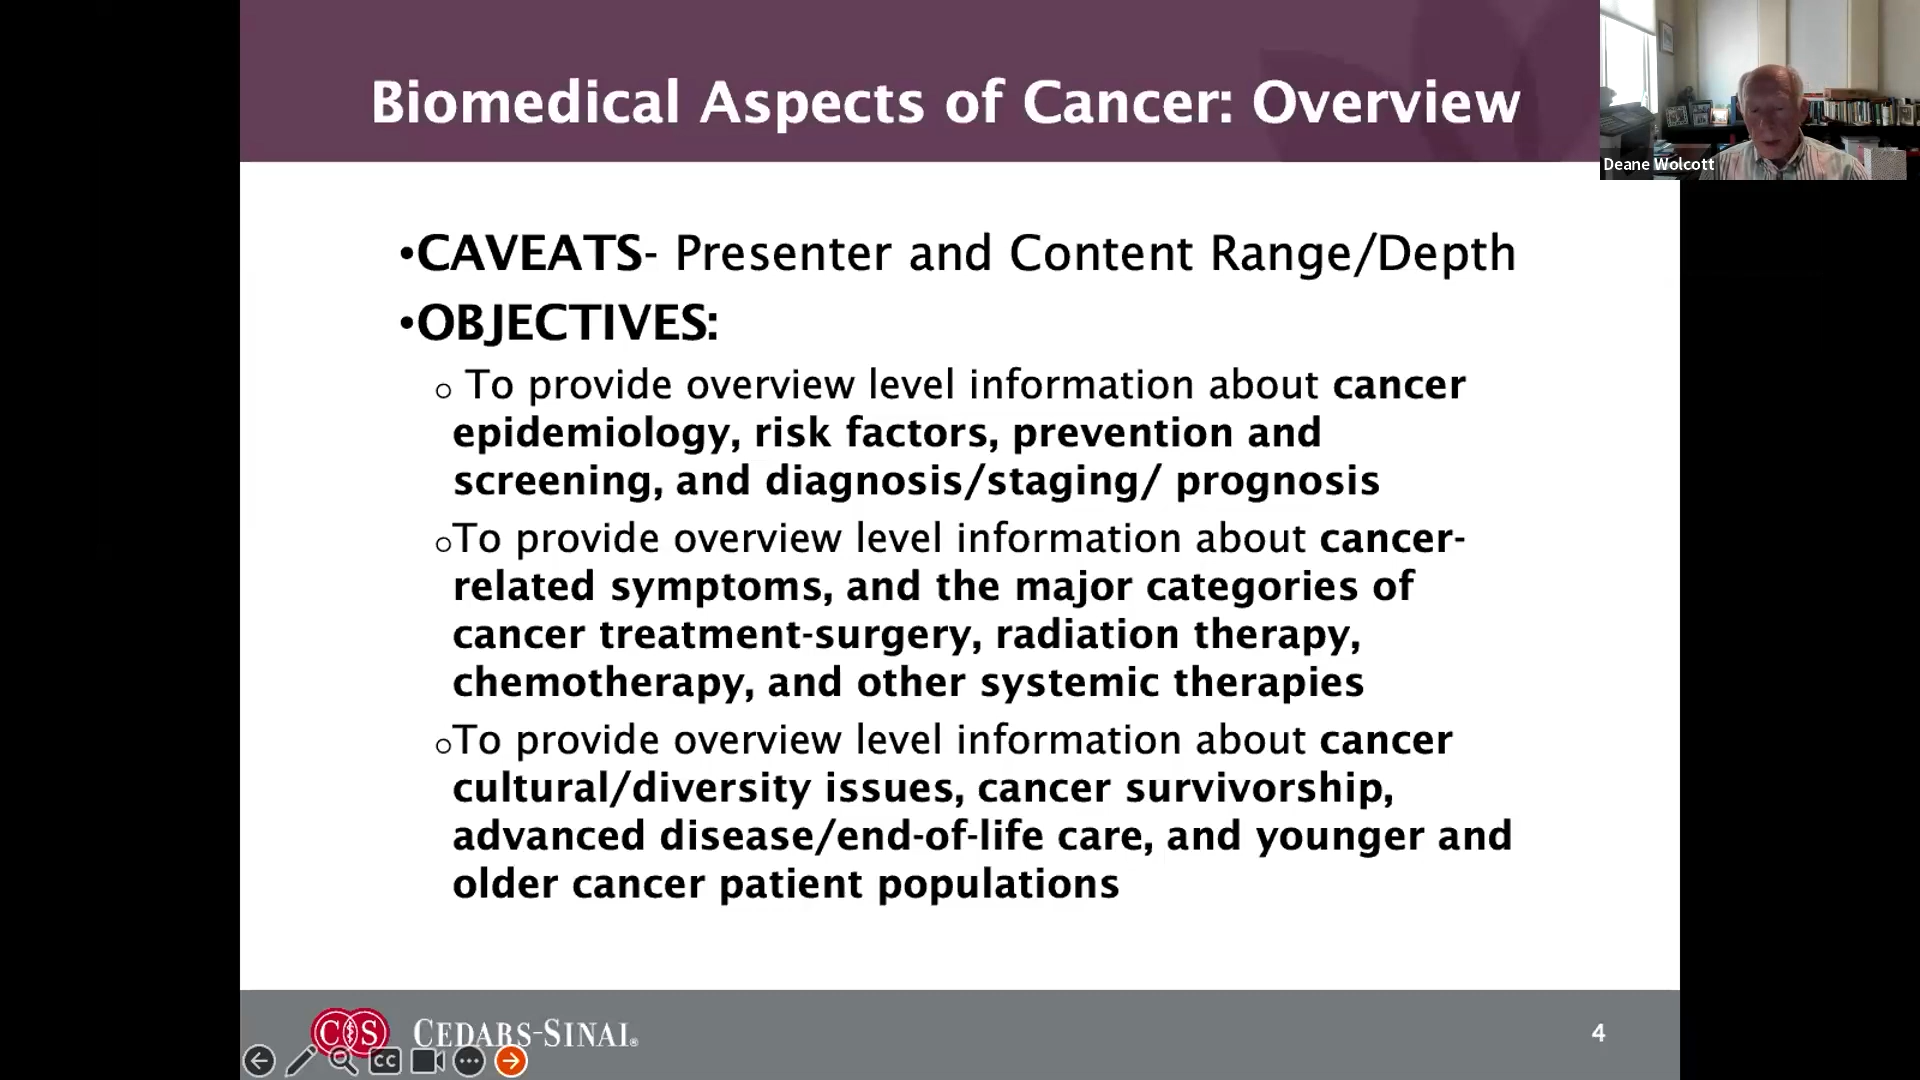 Biomedical Aspects of Cancer: Overview
Deane Wolcott
•CAVEATS- Presenter and Content Range/Depth
•OBJECTIVES:
o To provide overview level information about cancer
epidemiology, risk factors, prevention and
screening, and diagnosis/staging/ prognosis
oTo provide overview level information about cancer-
related symptoms, and the major categories of
cancer treatment-surgery, radiation therapy,
chemotherapy, and other systemic therapies
oTo provide overview level information about cancer
cultural/diversity issues, cancer survivorship,
advanced disease/end-of-life care, and younger and
older cancer patient populations
CS CEDARS-SINAI®
4
CC